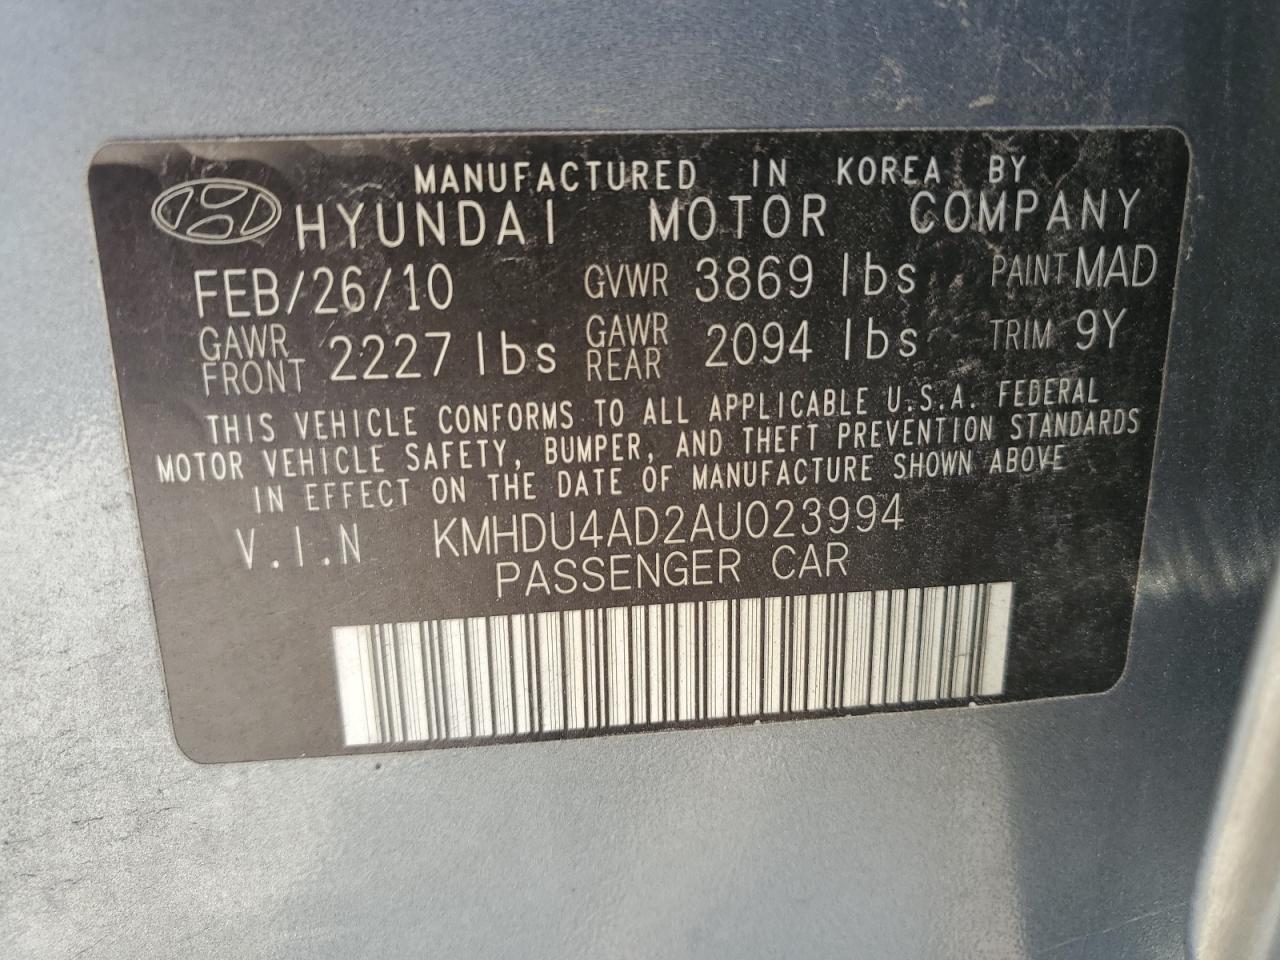 MANUFACTURED IN KOREA BY
HYUNDAI MOTOR COMPANY
FEB/26/10 GVWR 3869 lbs PAINT MAD
GAWR FRONT 2227 lbs GAWR REAR 2094 lbs TRIM 9Y
THIS VEHICLE CONFORMS TO ALL APPLICABLE U.S.A. FEDERAL
MOTOR VEHICLE SAFETY, BUMPER, AND THEFT PREVENTION STANDARDS
IN EFFECT ON THE DATE OF MANUFACTURE SHOWN ABOVE
V.I.N KMHDU4AD2AU023994
PASSENGER CAR